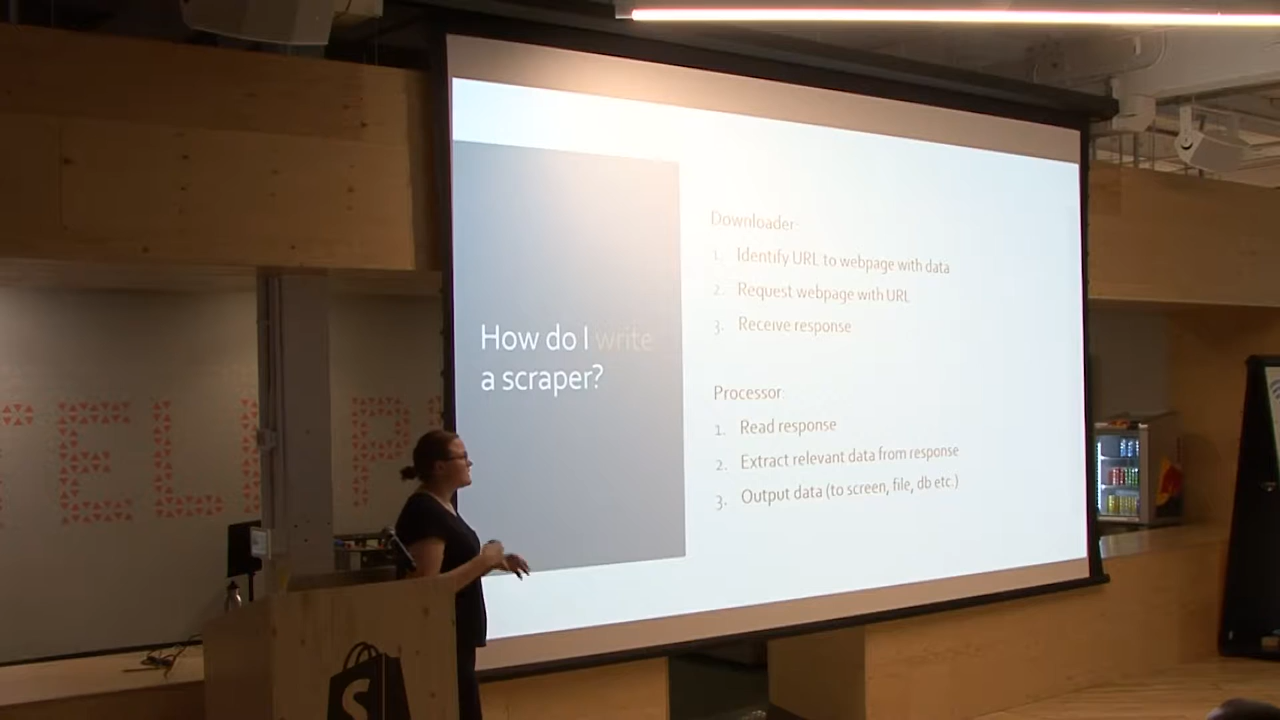 How do I write
a scraper?
Downloader:
1. Identify URL to webpage with data
2. Request webpage with URL
3. Receive response
Processor:
1. Read response
2. Extract relevant data from response
3. Output data (to screen, file, db etc.)
TELIP
S